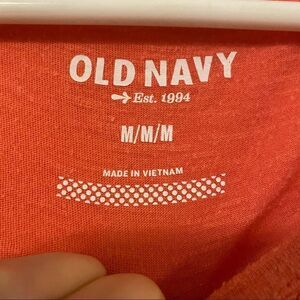 OLD NAVY
Est. 1994
M/M/M
MADE IN VIETNAM